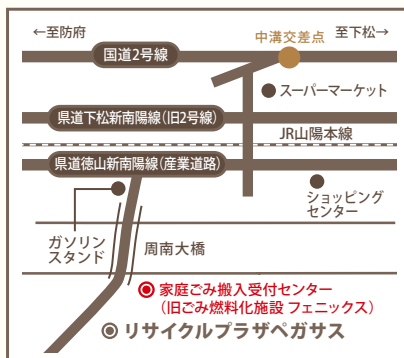 ←至防府
中溝交差点
至下松→
国道2号線
スーパーマーケット
県道下松新南陽線(旧2号線)
JR山陽本線
県道徳山新南陽線(産業道路)
ショッピング
センター
ガソリン
スタンド
周南大橋
家庭ごみ搬入受付センター
(旧ごみ燃料化施設 フェニックス)
リサイクルプラザペガサス